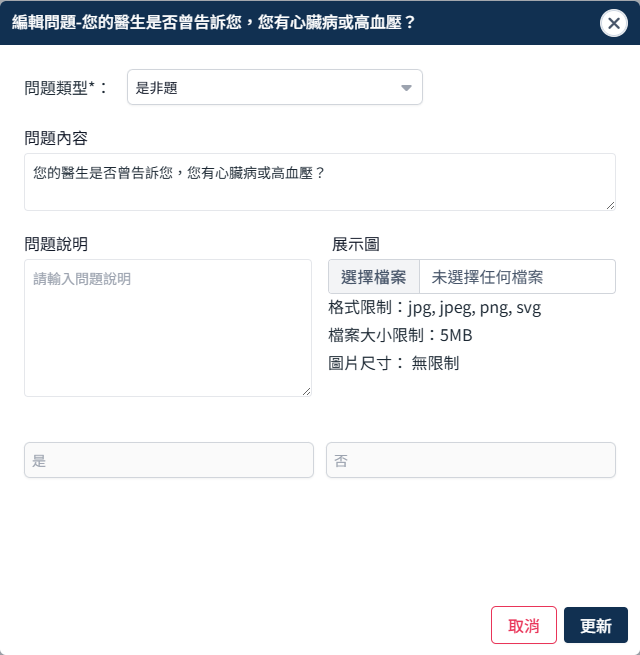 編輯問題-您的醫生是否曾告訴您，您有心臟病或高血壓？
問題類型*：
是非題
問題內容
您的醫生是否曾告訴您，您有心臟病或高血壓？
問題說明
展示圖
請輸入問題說明
選擇檔案 未選擇任何檔案
格式限制：jpg, jpeg, png, svg
檔案大小限制：5MB
圖片尺寸： 無限制
是
否
取消
更新